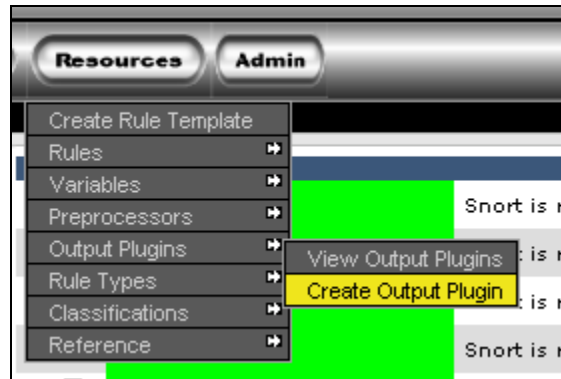 Resources
Admin
Create Rule Template
Rules
Variables
Preprocessors
Output Plugins
Rule Types
Classifications
Reference
View Output Plugins
Create Output Plugin
Snort is
is
is
Snort is